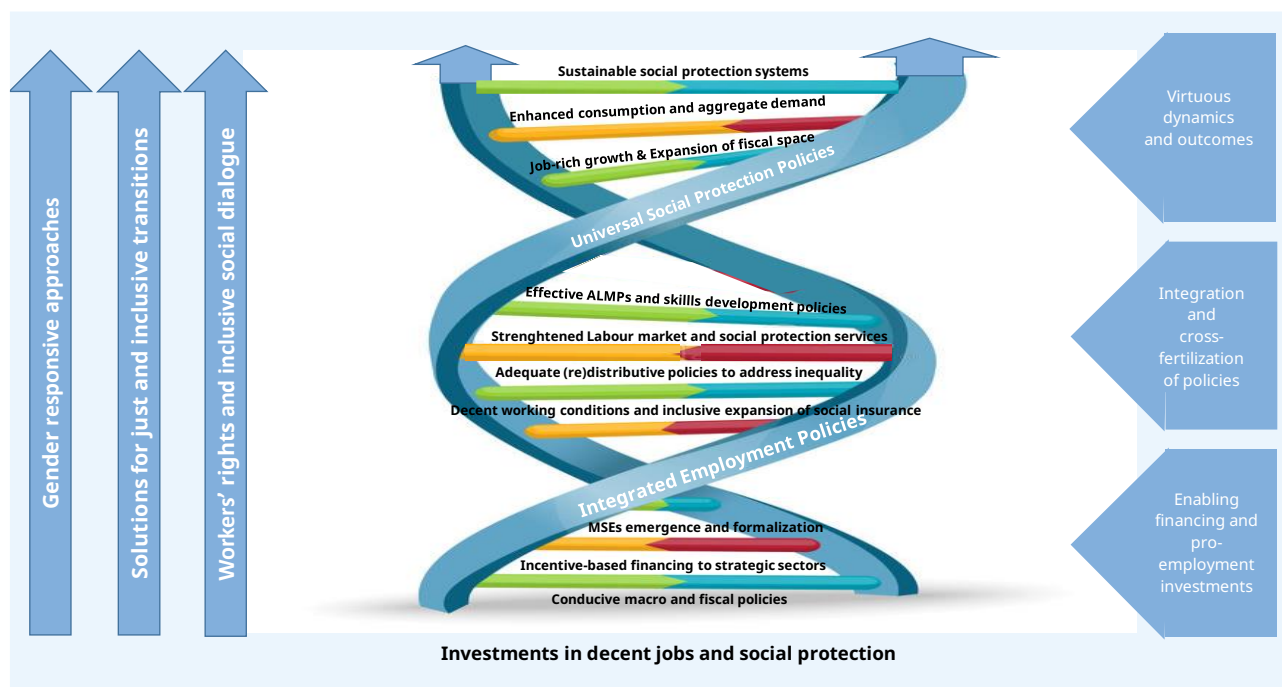 Gender responsive approaches
Solutions for just and inclusive transitions
Workers’ rights and inclusive social dialogue
Sustainable social protection systems
Enhanced consumption and aggregate demand
Job-rich growth & Expansion of fiscal space
Universal Social Protection Policies
Effective ALMPs and skillls development policies
Strenghtened Labour market and social protection services
Adequate (re)distributive policies to address inequality
Decent working conditions and inclusive expansion of social insurance
Integrated Employment Policies
MSEs emergence and formalization
Incentive-based financing to strategic sectors
Conducive macro and fiscal policies
Investments in decent jobs and social protection
Virtuous
dynamics
and outcomes
Integration
and
cross-
fertilization
of policies
Enabling
financing and
pro-
employment
investments